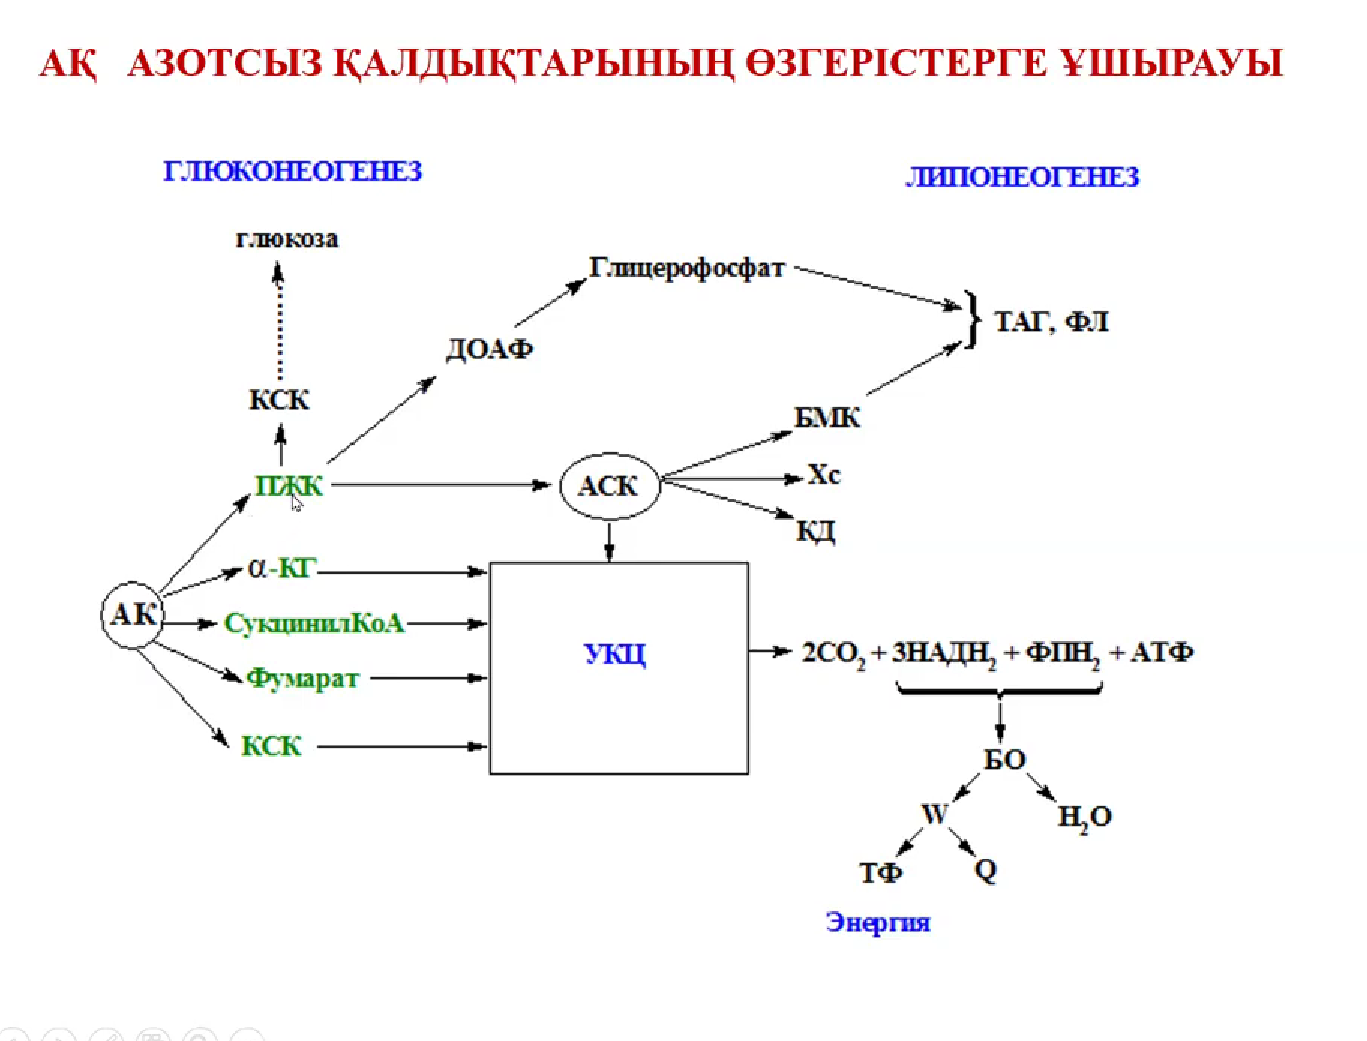 АҚ АЗОТСЫЗ ҚАЛДЫҚТАРЫНЫҢ ӨЗГЕРІСТЕРГЕ ҰШЫРАУЫ
ГЛЮКОНЕОГЕНЕЗ
ЛИПОНЕОГЕНЕЗ
глюкоза
Глицерофосфат
ТАГ, ФЛ
ДОАФ
КСК
БМК
ПЖК
АСК
Хс
КД
α-КГ
АК
СукцинилКоА
УКЦ
2CO₂ + 3НАДН₂ + ФПН₂ + АТФ
Фумарат
КСК
БО
W
H₂O
ТФ
Q
Энергия